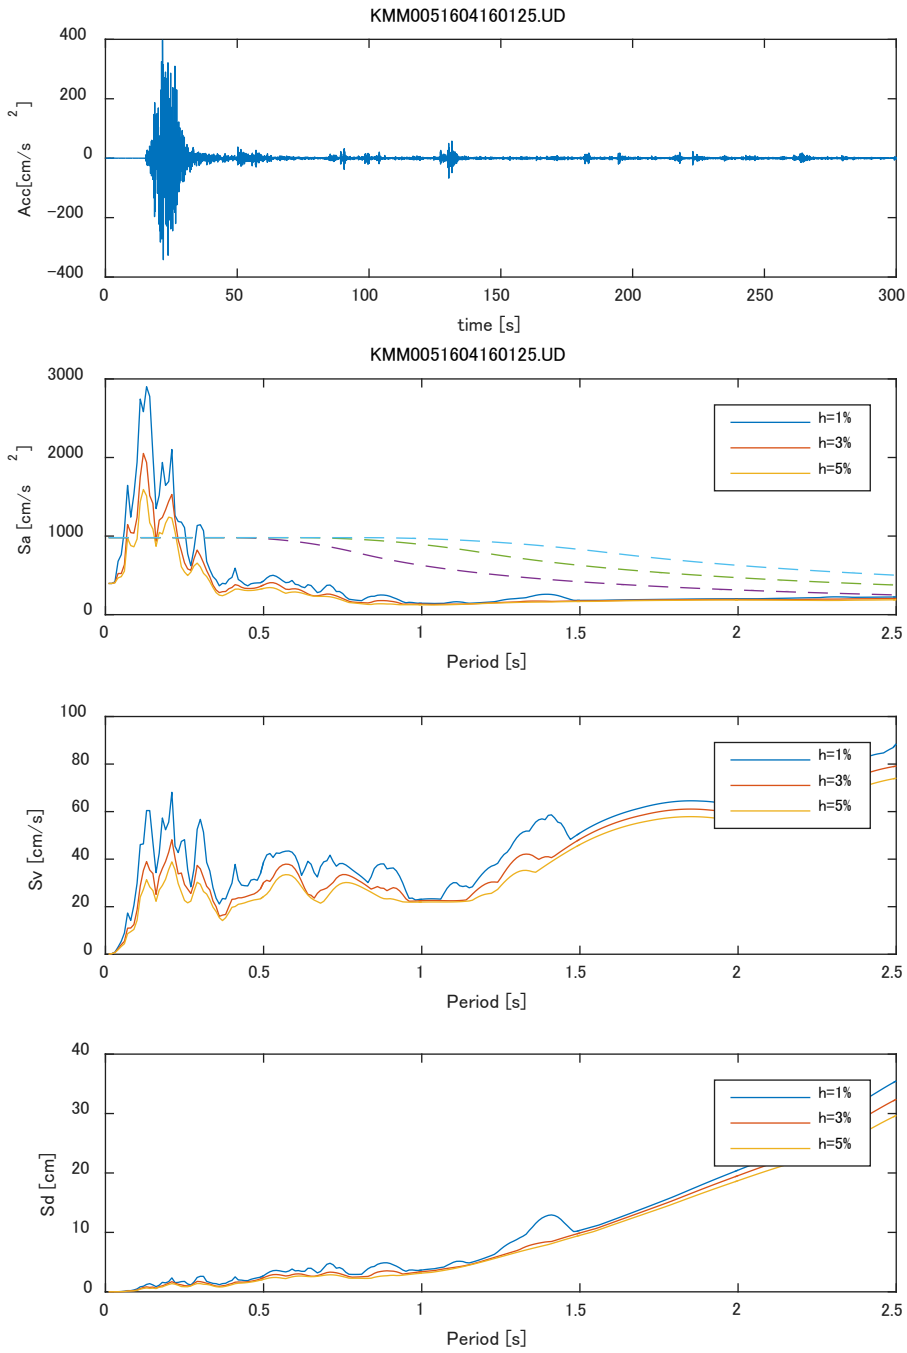 KMM0051604160125.UD
400
200
0
-200
-400
Acc[cm/s²]
0 50 100 150 200 250 300
time [s]
KMM0051604160125.UD
3000
2000
1000
0
Sa [cm/s²]
h=1%
h=3%
h=5%
0 0.5 1 1.5 2 2.5
Period [s]
100
80
60
40
20
0
Sv [cm/s]
h=1%
h=3%
h=5%
0 0.5 1 1.5 2 2.5
Period [s]
40
30
20
10
0
Sd [cm]
h=1%
h=3%
h=5%
0 0.5 1 1.5 2 2.5
Period [s]